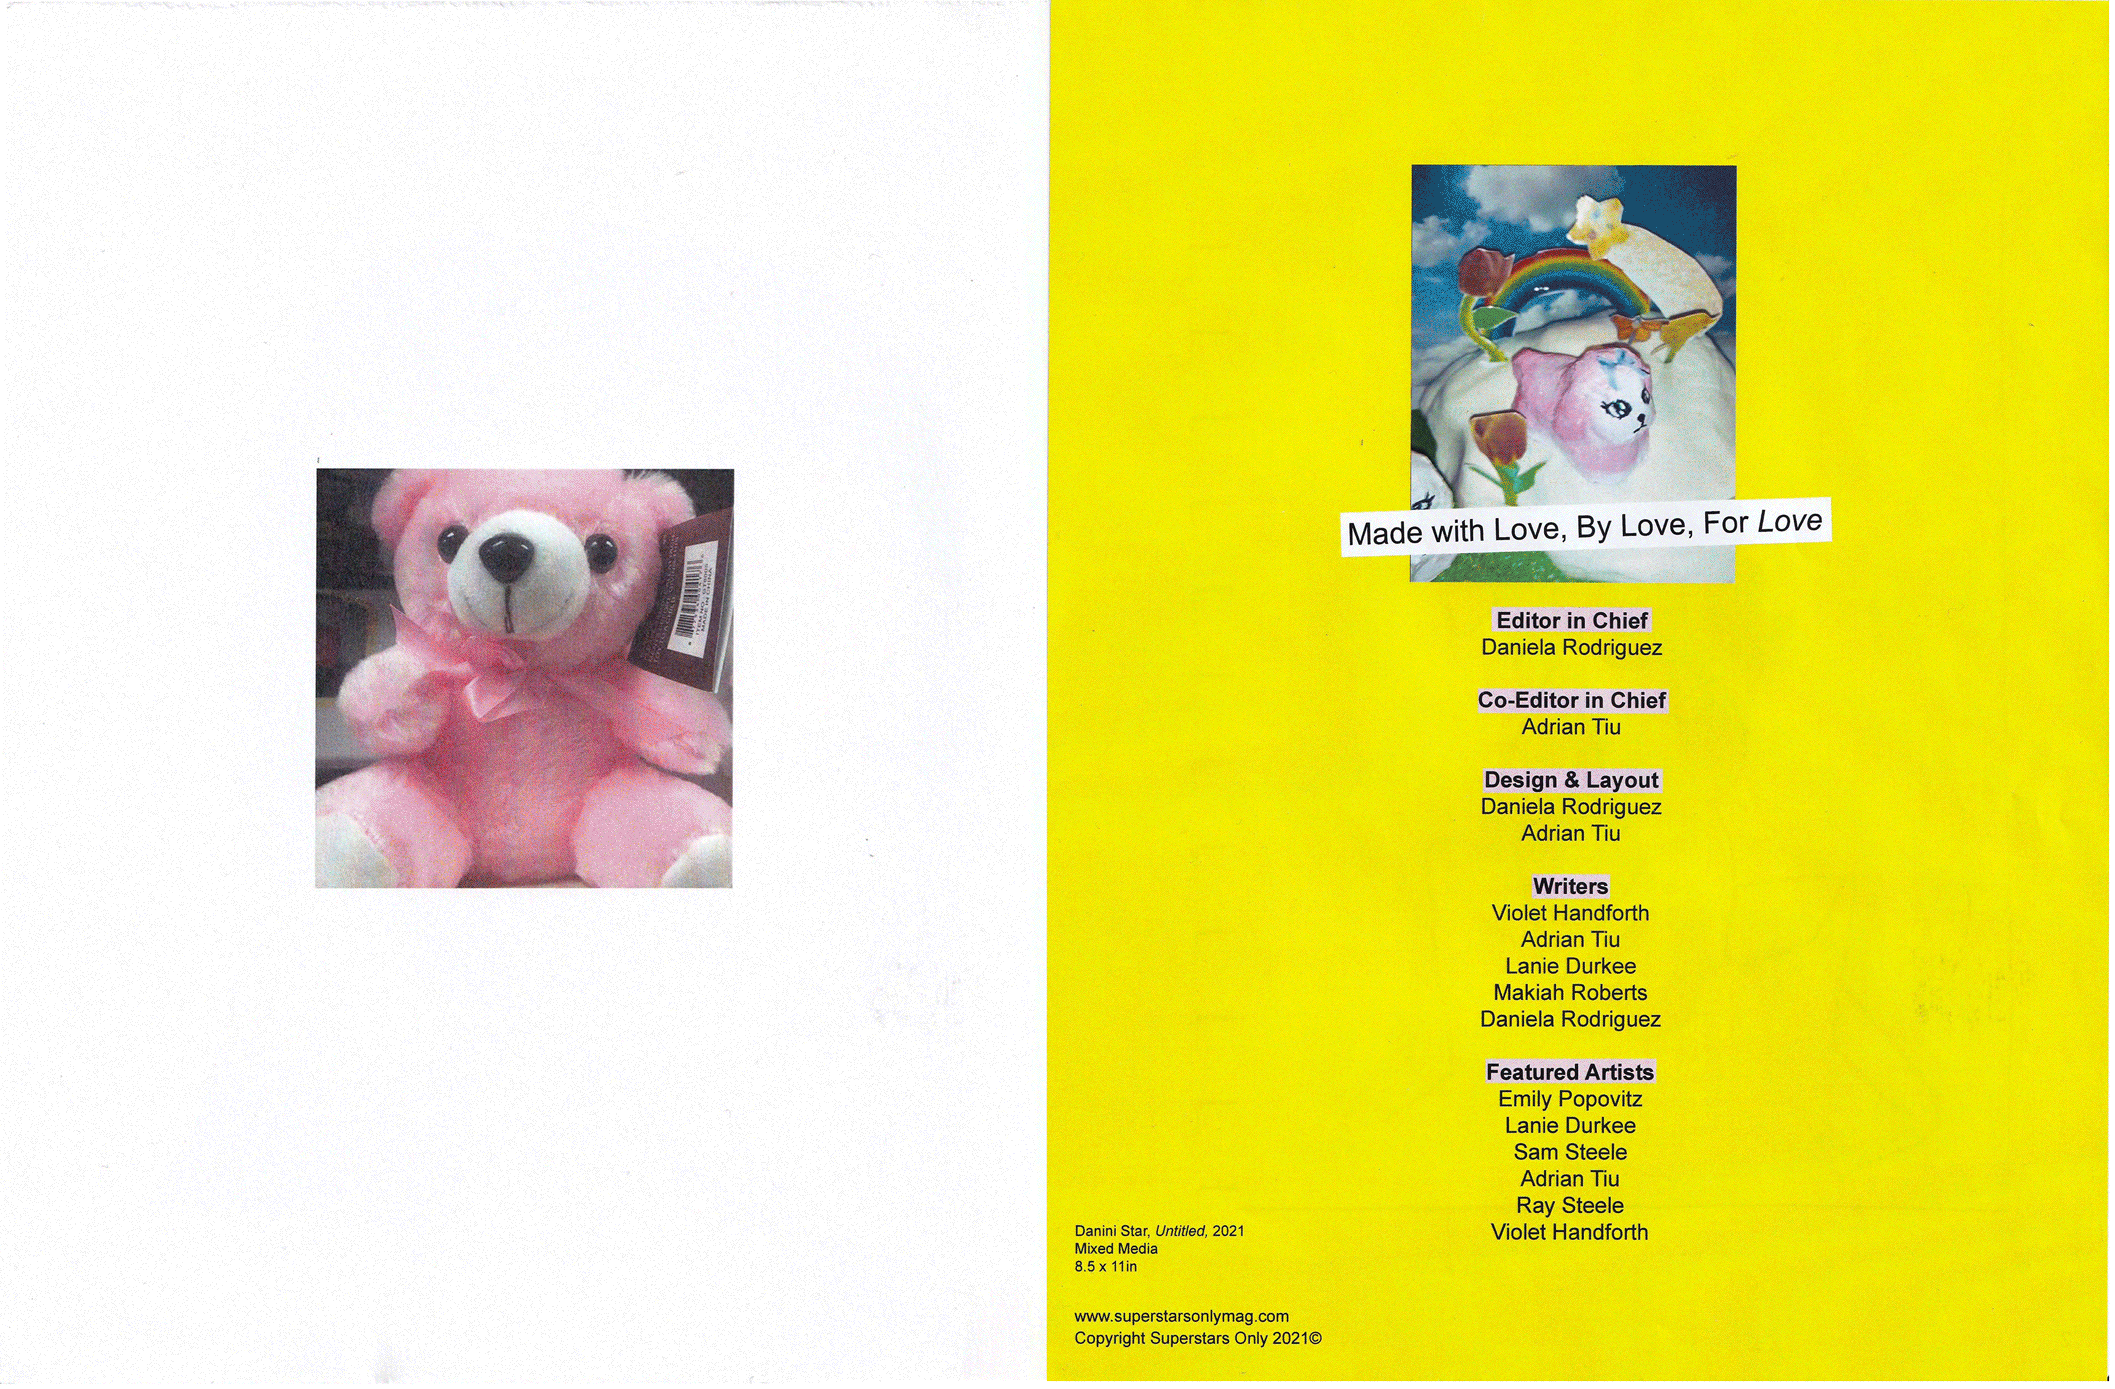 MADE IN CHINA
Made with Love, By Love, For Love
Editor in Chief
Daniela Rodriguez
Co-Editor in Chief
Adrian Tiu
Design & Layout
Daniela Rodriguez
Adrian Tiu
Writers
Violet Handforth
Adrian Tiu
Lanie Durkee
Makiah Roberts
Daniela Rodriguez
Featured Artists
Emily Popovitz
Lanie Durkee
Sam Steele
Adrian Tiu
Ray Steele
Violet Handforth
Danini Star, Untitled, 2021
Mixed Media
8.5 x 11in
www.superstarsonlymag.com
Copyright Superstars Only 2021©